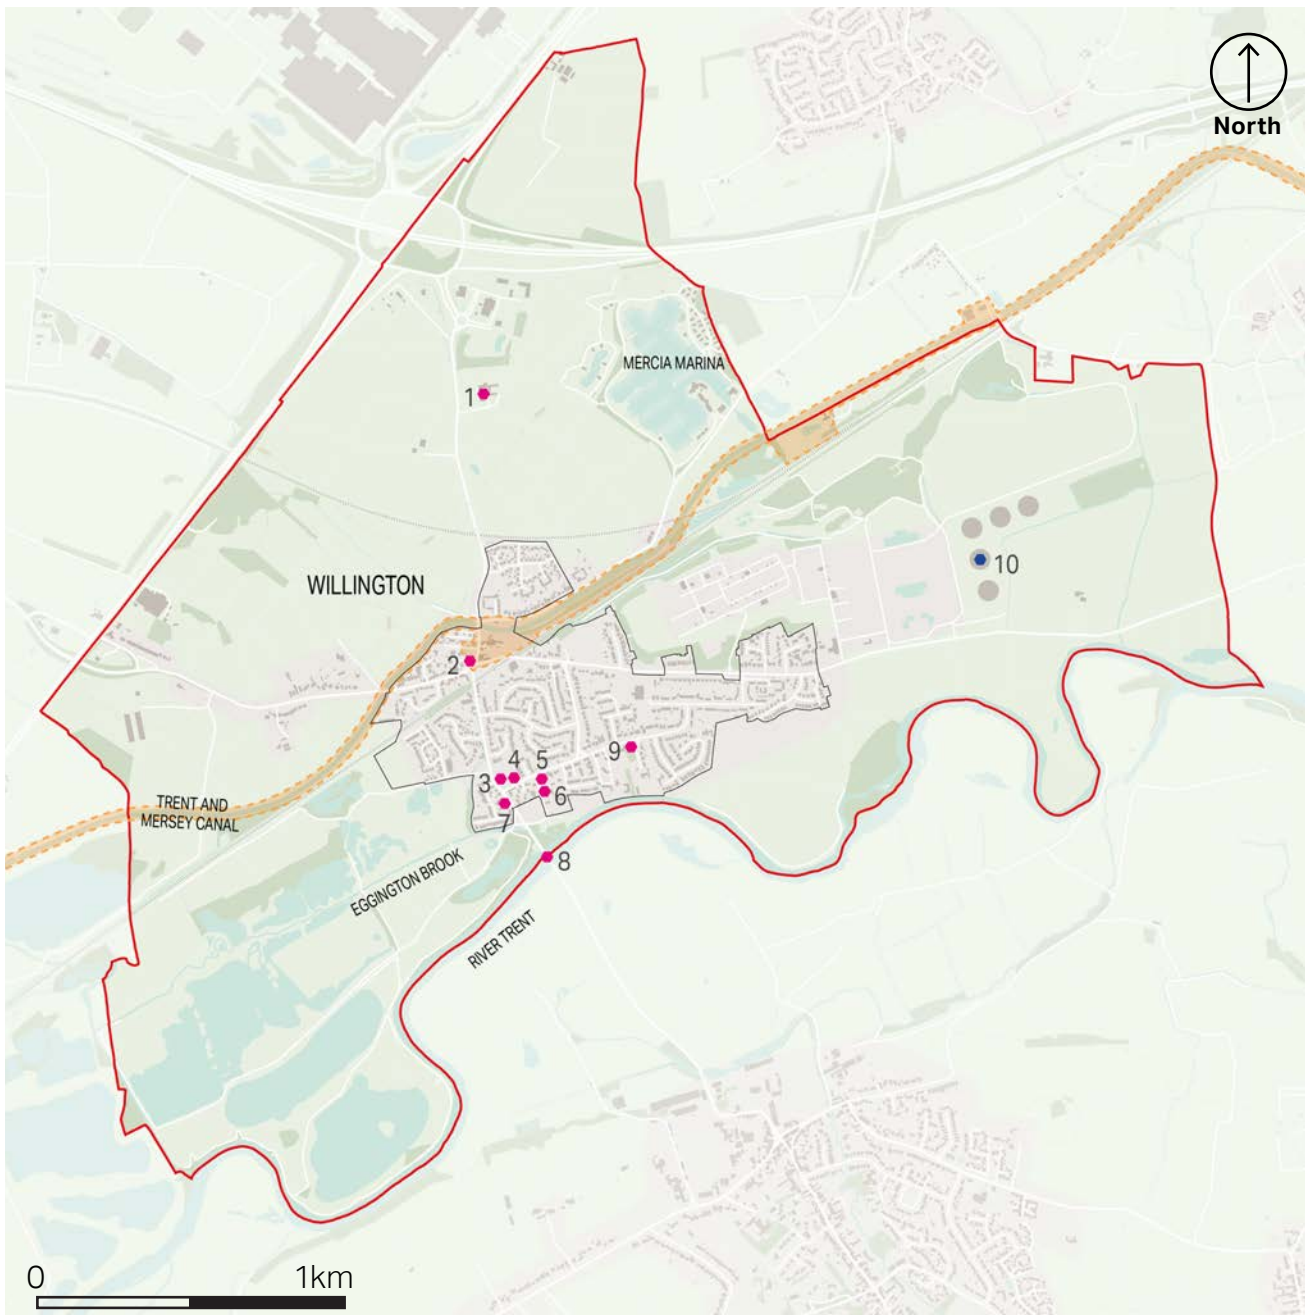 North
MERCIA MARINA
1
10
WILLINGTON
2
9
4
5
3
6
7
TRENT AND
MERSEY CANAL
8
EGGINGTON BROOK
RIVER TRENT
0
1km